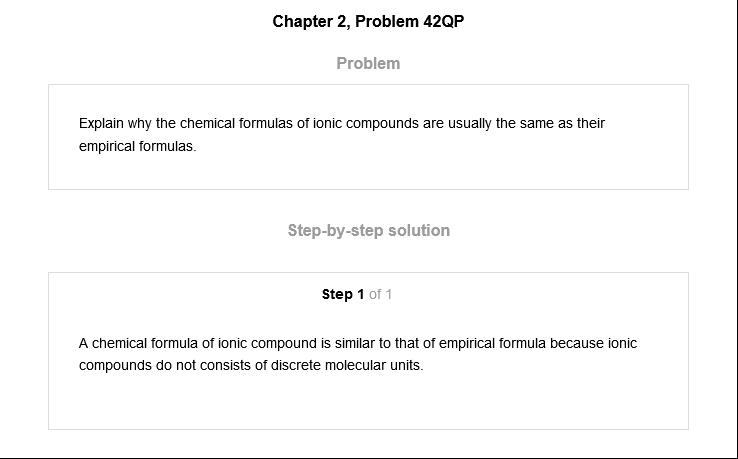 Chapter 2, Problem 42QP
Problem
Explain why the chemical formulas of ionic compounds are usually the same as their
empirical formulas.
Step-by-step solution
Step 1 of 1
A chemical formula of ionic compound is similar to that of empirical formula because ionic
compounds do not consists of discrete molecular units.